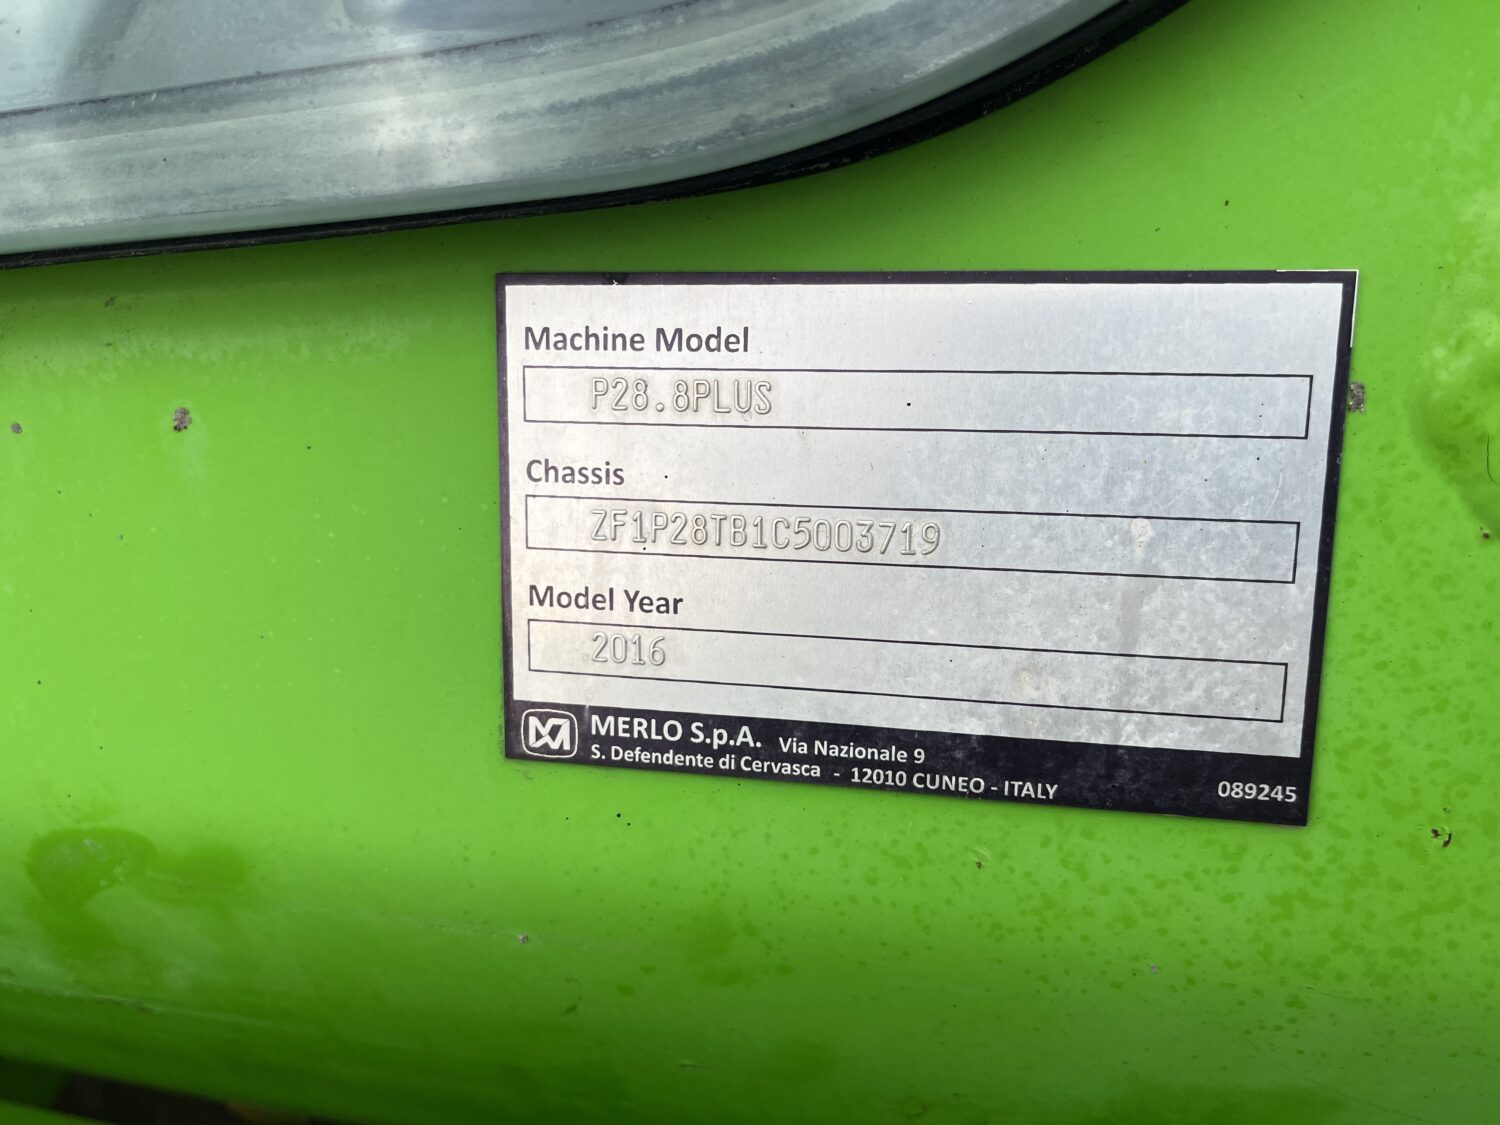 Machine Model
P28.8PLUS
Chassis
ZF1P28TB1C5003719
Model Year
2016
MERLO S.p.A. Via Nazionale 9
S. Defendente di Cervasca - 12010 CUNEO - ITALY
089245